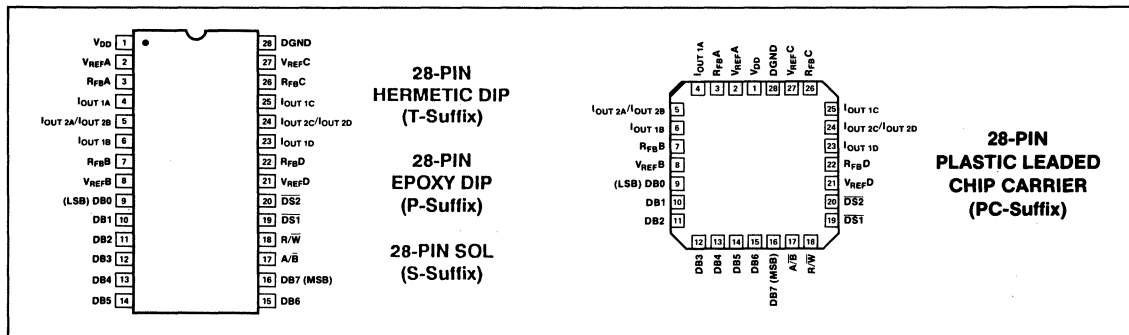 VDD 1
VREFA 2
RFBA 3
IOUT 1A 4
IOUT 2A/IOUT 2B 5
IOUT 1B 6
RFBB 7
VREFB 8
(LSB) DB0 9
DB1 10
DB2 11
DB3 12
DB4 13
DB5 14
28 DGND
27 VREFC
26 RFBC
25 IOUT 1C
24 IOUT 2C/IOUT 2D
23 IOUT 1D
22 RFBD
21 VREFD
20 D̅S̅2̅
19 D̅S̅1̅
18 R/W̅
17 A/B̅
16 DB7 (MSB)
15 DB6
28-PIN
HERMETIC DIP
(T-Suffix)
28-PIN
EPOXY DIP
(P-Suffix)
28-PIN SOL
(S-Suffix)
IOUT 1A
RFBA
VREFA
VDD
DGND
VREFC
RFBC
4 3 2 1 28 27 26
IOUT 2A/IOUT 2B 5
IOUT 1B 6
RFBB 7
VREFB 8
(LSB) DB0 9
DB1 10
DB2 11
25 IOUT 1C
24 IOUT 2C/IOUT 2D
23 IOUT 1D
22 RFBD
21 VREFD
20 D̅S̅2̅
19 D̅S̅1̅
12 13 14 15 16 17 18
DB3
DB4
DB5
DB6
DB7 (MSB)
A/B̅
R/W̅
28-PIN
PLASTIC LEADED
CHIP CARRIER
(PC-Suffix)